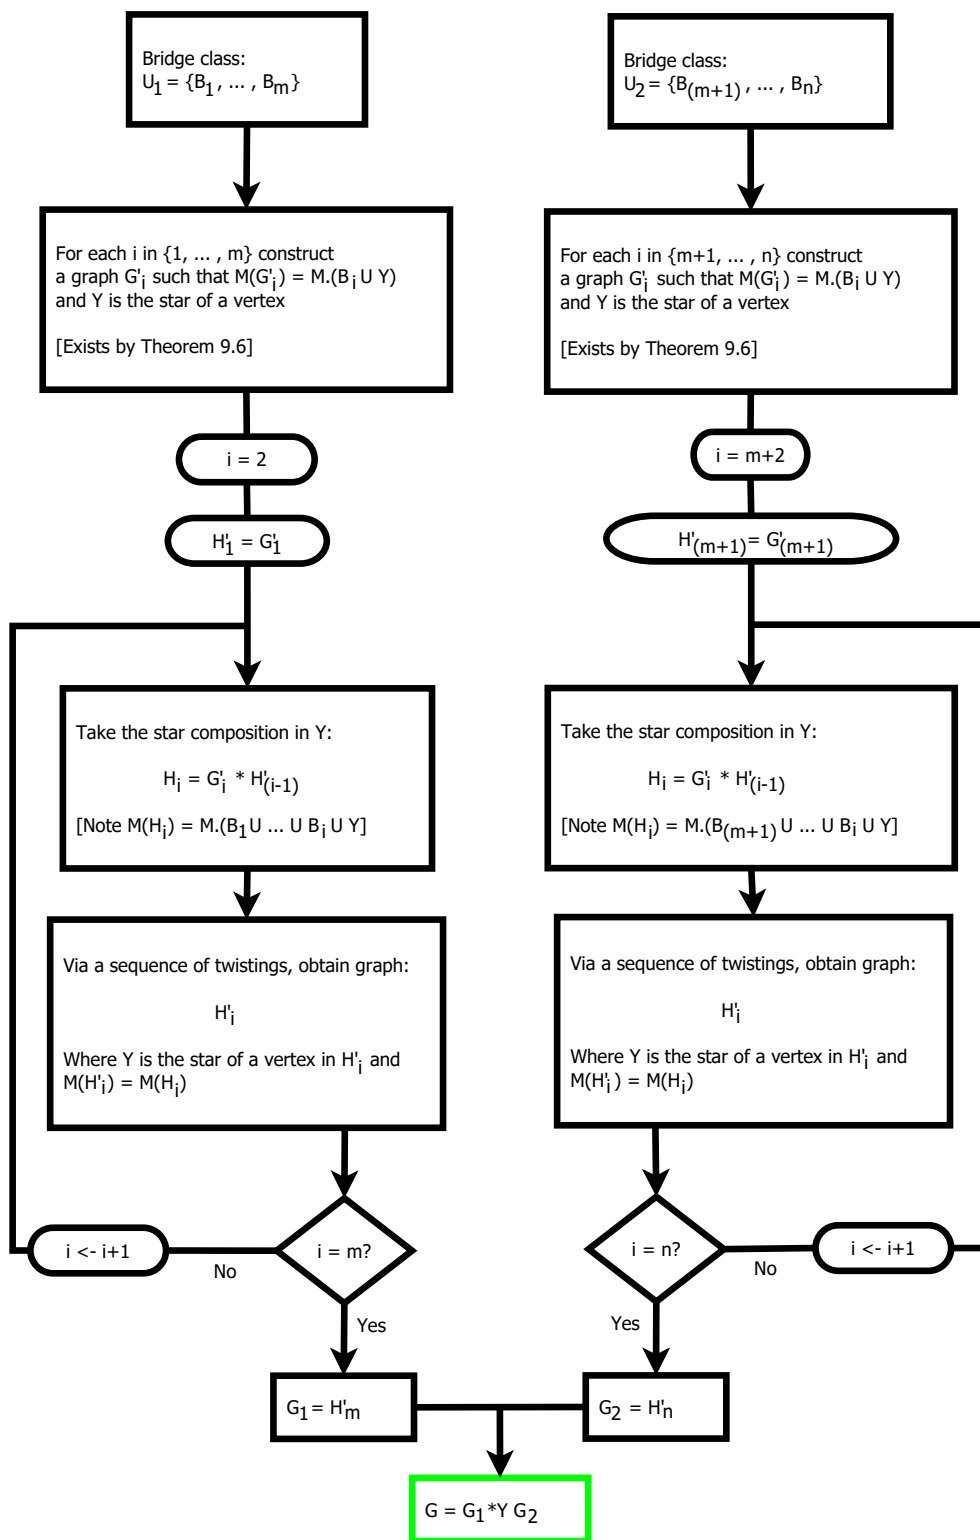 Bridge class:
U1 = {B1, ... , Bm}
For each i in {1, ... , m} construct
a graph G'i such that M(G'i) = M.(Bi U Y)
and Y is the star of a vertex
[Exists by Theorem 9.6]
i = 2
H'1 = G'1
Take the star composition in Y:
Hi = G'i * H'(i-1)
[Note M(Hi) = M.(B1 U ... U Bi U Y]
Via a sequence of twistings, obtain graph:
H'i
Where Y is the star of a vertex in H'i and
M(H'i) = M(Hi)
i = m?
No
i <- i+1
Yes
G1 = H'm
Bridge class:
U2 = {B(m+1) , ... , Bn}
For each i in {m+1, ... , n} construct
a graph G'i such that M(G'i) = M.(Bi U Y)
and Y is the star of a vertex
[Exists by Theorem 9.6]
i = m+2
H'(m+1) = G'(m+1)
Take the star composition in Y:
Hi = G'i * H'(i-1)
[Note M(Hi) = M.(B(m+1) U ... U Bi U Y]
Via a sequence of twistings, obtain graph:
H'i
Where Y is the star of a vertex in H'i and
M(H'i) = M(Hi)
i = n?
No
i <- i+1
Yes
G2 = H'n
G = G1 *Y G2